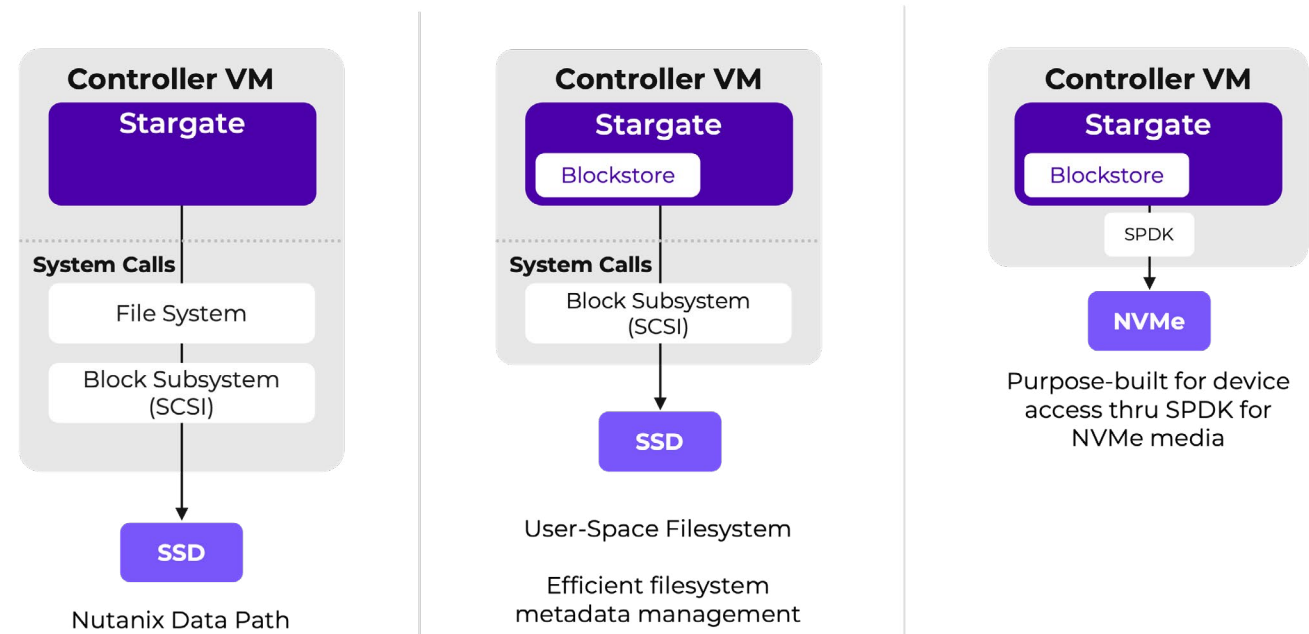 Controller VM
Stargate
System Calls
File System
Block Subsystem
(SCSI)
SSD
Nutanix Data Path
Controller VM
Stargate
Blockstore
System Calls
Block Subsystem
(SCSI)
SSD
User-Space Filesystem
Efficient filesystem
metadata management
Controller VM
Stargate
Blockstore
SPDK
NVMe
Purpose-built for device
access thru SPDK for
NVMe media